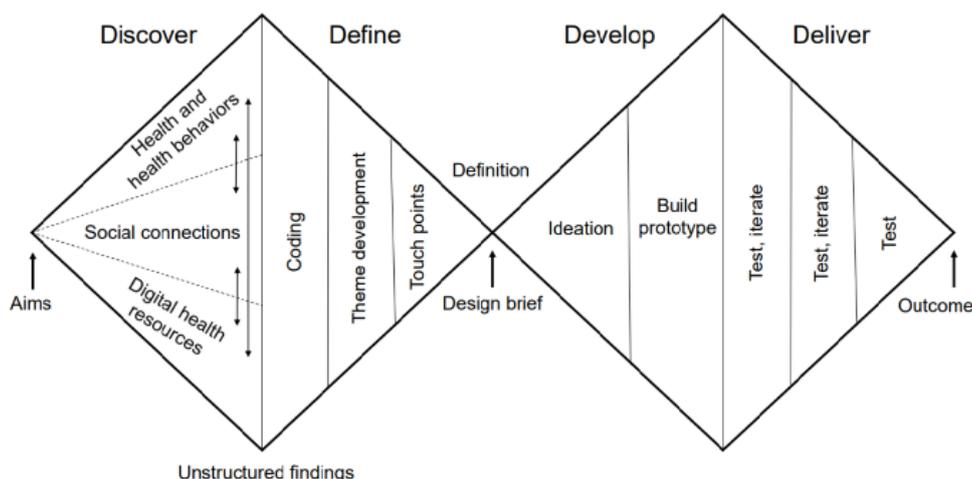 Discover
Define
Develop
Deliver
Health and
health behaviors
Social connections
Digital health
resources
Aims
Unstructured findings
Coding
Theme development
Touch points
Definition
Design brief
Ideation
Build
prototype
Test, iterate
Test, iterate
Test
Outcome